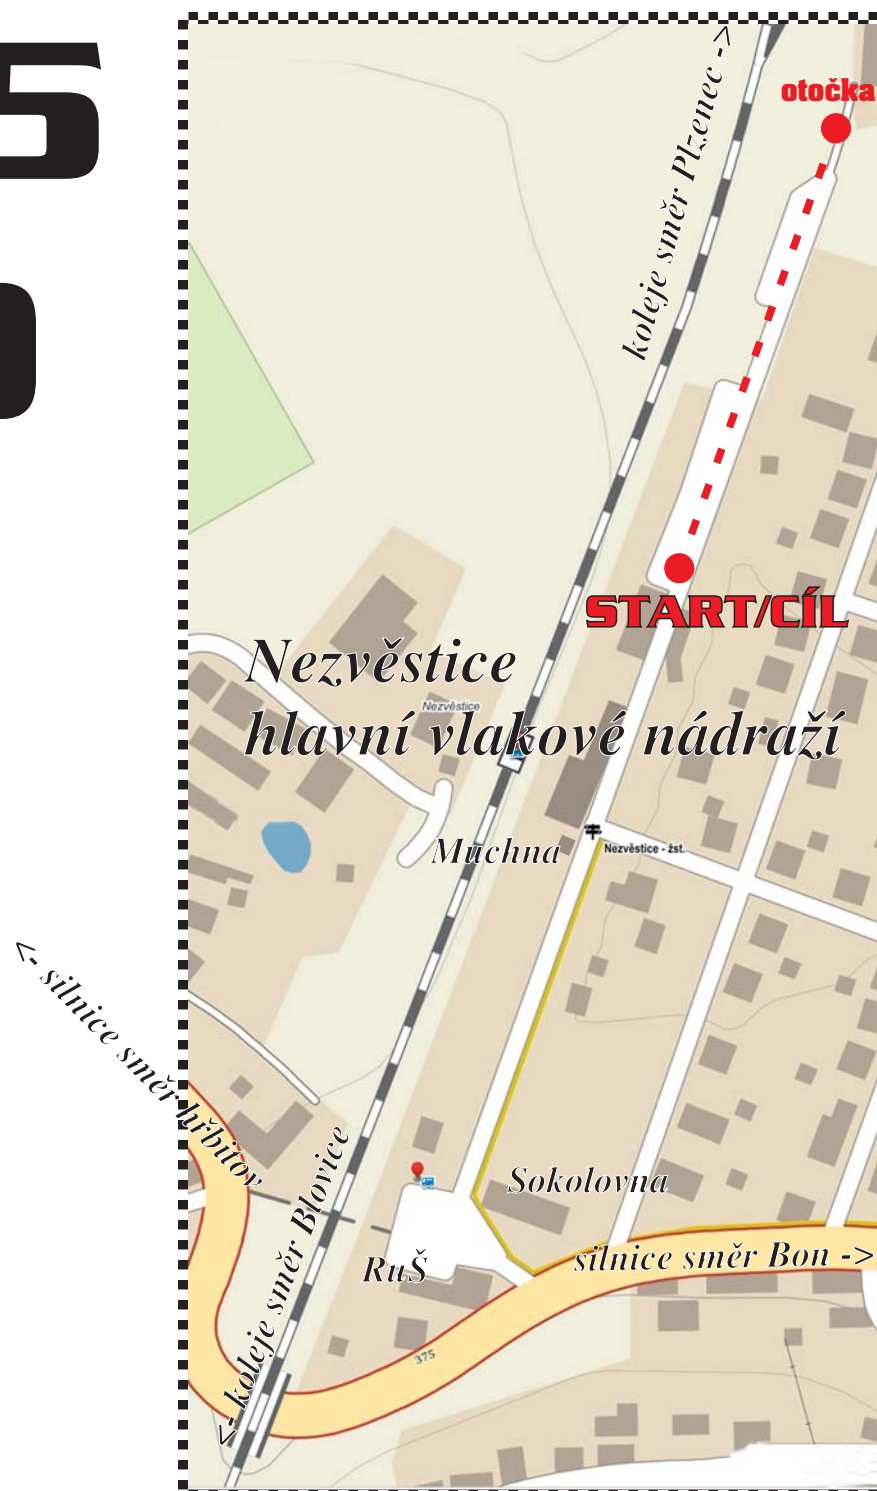 5
otočka
koleje směr Plzenec ->
START/CÍL
Nezvěstice
Nezvěstice
hlavní vlakové nádraží
Muchna
Nezvěstice - žst.
<- silnice směr hřbitov
<- koleje směr Blovice
Sokolovna
RuŠ
silnice směr Bon ->
375